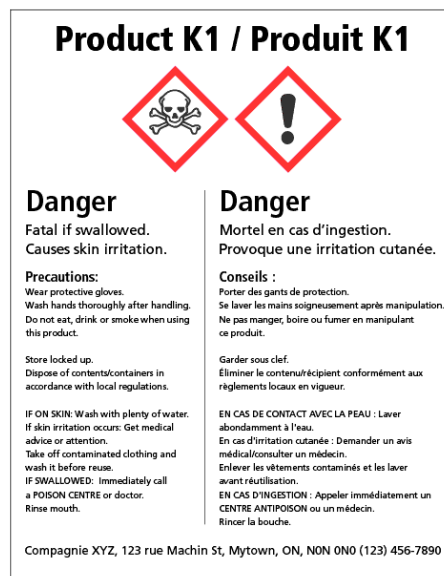 Product K1 / Produit K1
Danger
Fatal if swallowed.
Causes skin irritation.
Precautions:
Wear protective gloves.
Wash hands thoroughly after handling.
Do not eat, drink or smoke when using
this product.
Store locked up.
Dispose of contents/containers in
accordance with local regulations.
IF ON SKIN: Wash with plenty of water.
If skin irritation occurs: Get medical
advice or attention.
Take off contaminated clothing and
wash it before reuse.
IF SWALLOWED: Immediately call
a POISON CENTRE or doctor.
Rinse mouth.
Danger
Mortel en cas d'ingestion.
Provoque une irritation cutanée.
Conseils :
Porter des gants de protection.
Se laver les mains soigneusement après manipulation.
Ne pas manger, boire ou fumer en manipulant
ce produit.
Garder sous clef.
Éliminer le contenu/récipient conformément aux
règlements locaux en vigueur.
EN CAS DE CONTACT AVEC LA PEAU : Laver
abondamment à l'eau.
En cas d'irritation cutanée : Demander un avis
médical/consulter un médecin.
Enlever les vêtements contaminés et les laver
avant réutilisation.
EN CAS D'INGESTION : Appeler immédiatement un
CENTRE ANTIPOISON ou un médecin.
Rincer la bouche.
Compagnie XYZ, 123 rue Machin St, Mytown, ON, N0N 0N0 (123) 456-7890